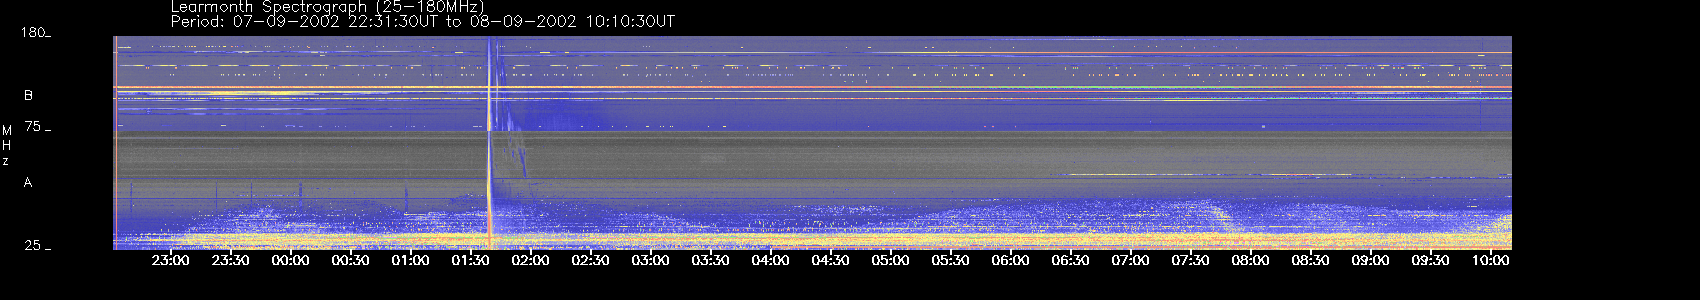 Learmonth Spectrograph (25-180MHz)
Period: 07-09-2002 22:31:30UT to 08-09-2002 10:10:30UT
180
B
75
M
H
z
A
25
23:00 23:30 00:00 00:30 01:00 01:30 02:00 02:30 03:00 03:30 04:00 04:30 05:00 05:30 06:00 06:30 07:00 07:30 08:00 08:30 09:00 09:30 10:00